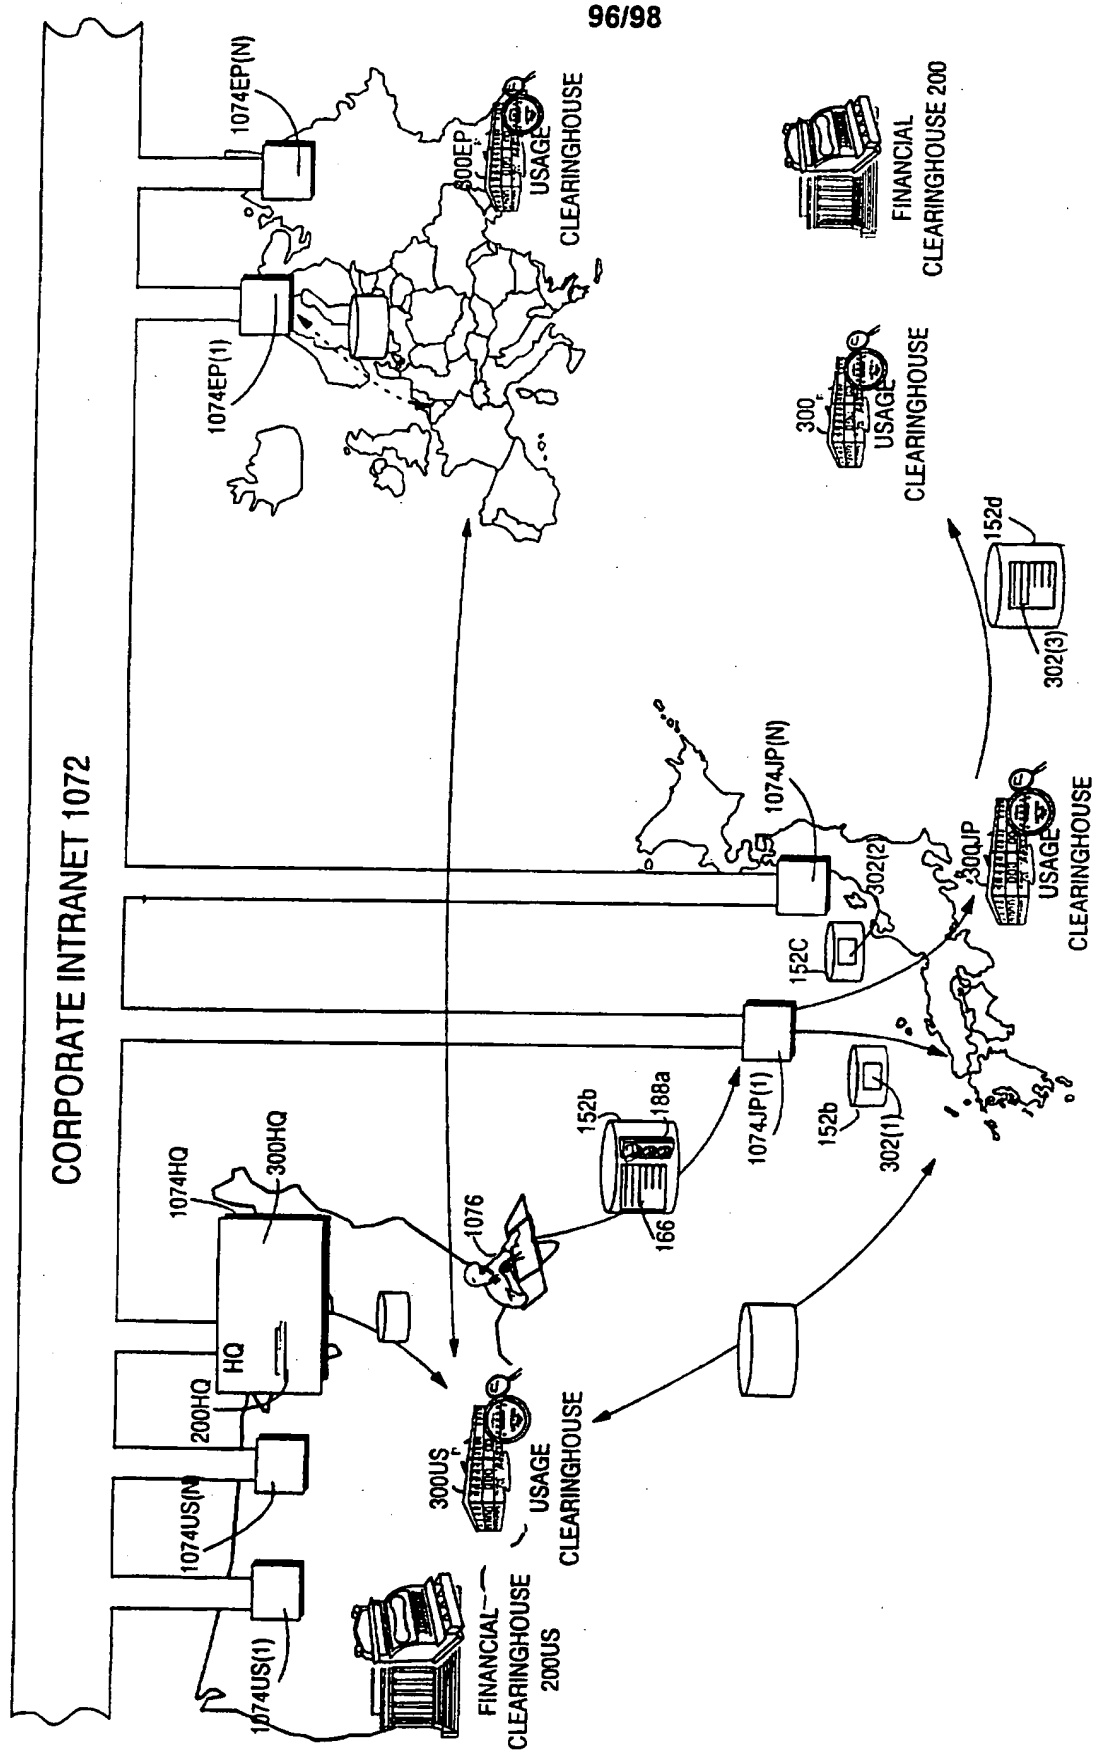 96/98
CORPORATE INTRANET 1072
1074US(1)
1074US(N)
200HQ
HQ
1074HQ
300HQ
1074EP(1)
1074EP(N)
FINANCIAL
CLEARINGHOUSE
200US
300US
USAGE
CLEARINGHOUSE
1076
152b
188a
166
1074JP(1)
1074JP(N)
152b
302(1)
152C
302(2)
300JP
USAGE
CLEARINGHOUSE
302(3)
152d
300EP
USAGE
CLEARINGHOUSE
300
USAGE
CLEARINGHOUSE
FINANCIAL
CLEARINGHOUSE 200